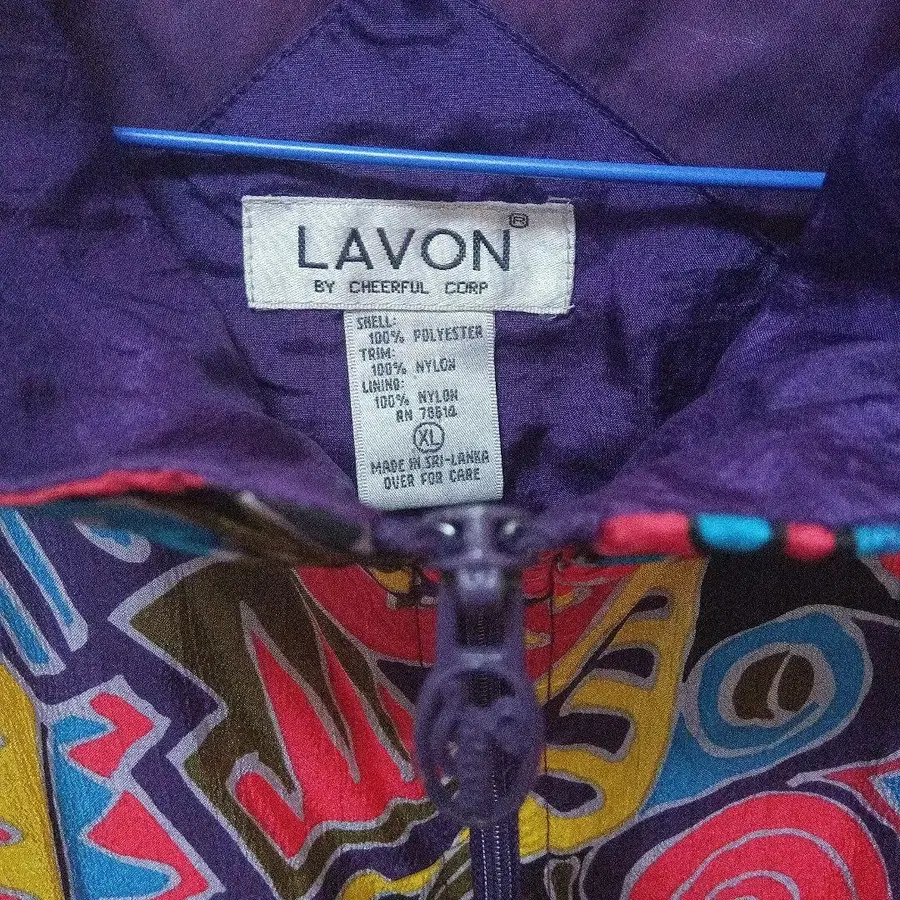 LAVON®
BY CHEERFUL CORP
SHELL:
100% POLYESTER
TRIM:
100% NYLON
LINING:
100% NYLON
RN 78614
XL
MADE IN SRI-LANKA
OVER FOR CARE